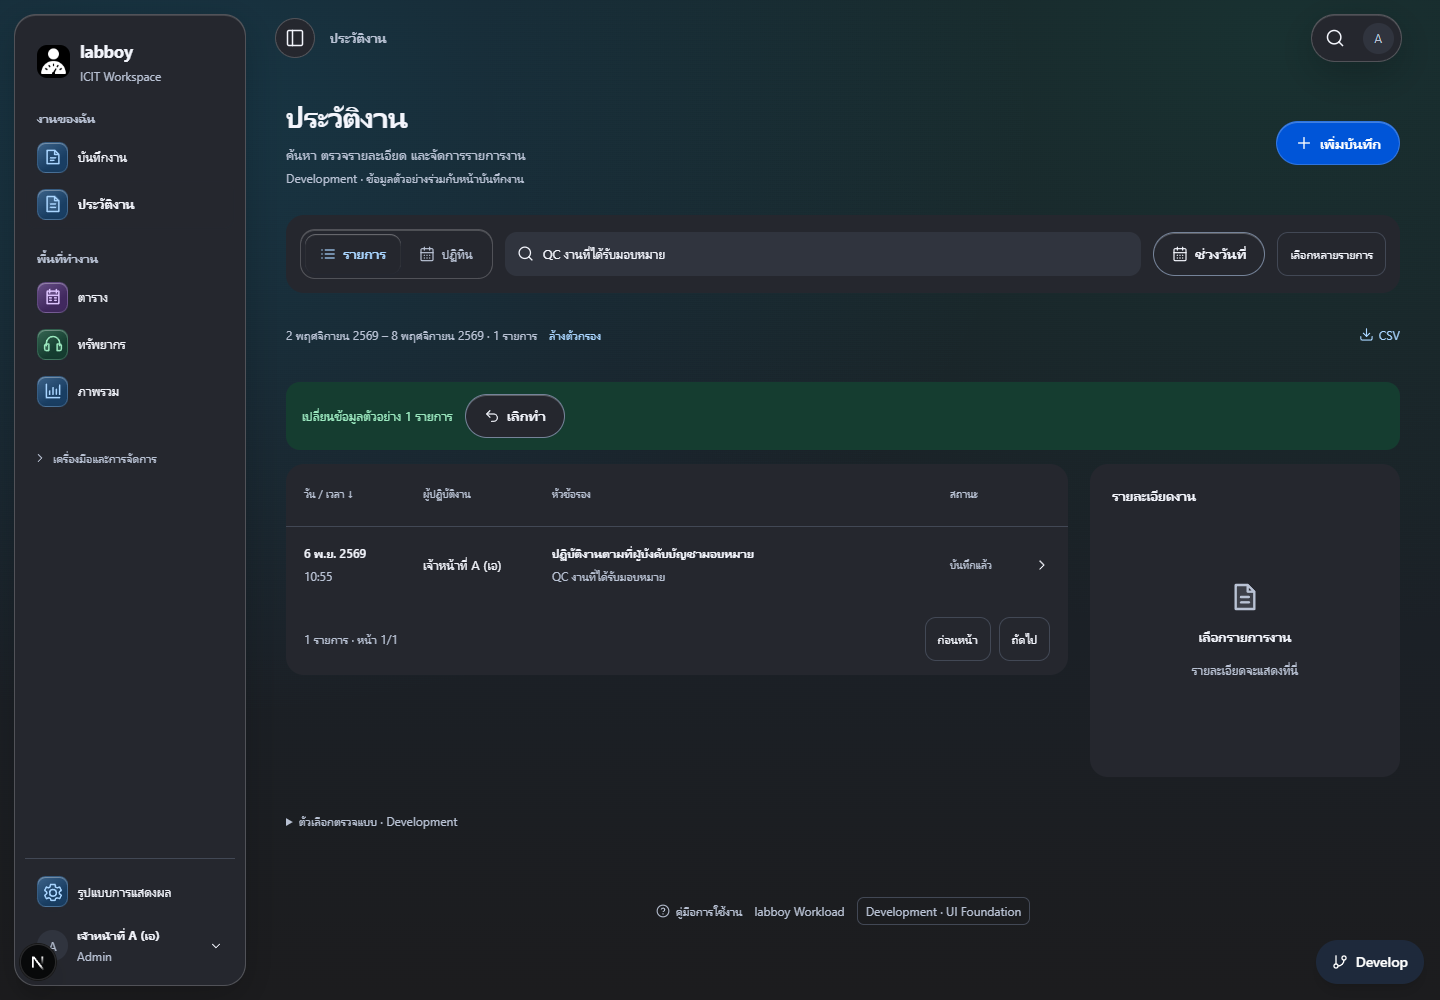 labboy
ICIT Workspace
งานของฉัน
บันทึกงาน
ประวัติงาน
พื้นที่ทำงาน
ตาราง
ทรัพยากร
ภาพรวม
เครื่องมือและการจัดการ
รูปแบบการแสดงผล
A
เจ้าหน้าที่ A (เอ)
Admin
N
ประวัติงาน
A
ประวัติงาน
ค้นหา ตรวจรายละเอียด และจัดการรายการงาน
Development · ข้อมูลตัวอย่างร่วมกับหน้าบันทึกงาน
เพิ่มบันทึก
รายการ
ปฏิทิน
QC งานที่ได้รับมอบหมาย
ช่วงวันที่
เลือกหลายรายการ
2 พฤศจิกายน 2569 – 8 พฤศจิกายน 2569 · 1 รายการ ล้างตัวกรอง
CSV
เปลี่ยนข้อมูลตัวอย่าง 1 รายการ
เลิกทำ
วัน / เวลา ↓ ผู้ปฏิบัติงาน หัวข้อรอง สถานะ
6 พ.ย. 2569
10:55
เจ้าหน้าที่ A (เอ)
ปฏิบัติงานตามที่ผู้บังคับบัญชามอบหมาย
QC งานที่ได้รับมอบหมาย
บันทึกแล้ว
1 รายการ · หน้า 1/1
ก่อนหน้า
ถัดไป
รายละเอียดงาน
เลือกรายการงาน
รายละเอียดจะแสดงที่นี่
ตัวเลือกตรวจแบบ · Development
คู่มือการใช้งาน labboy Workload Development · UI Foundation
Develop